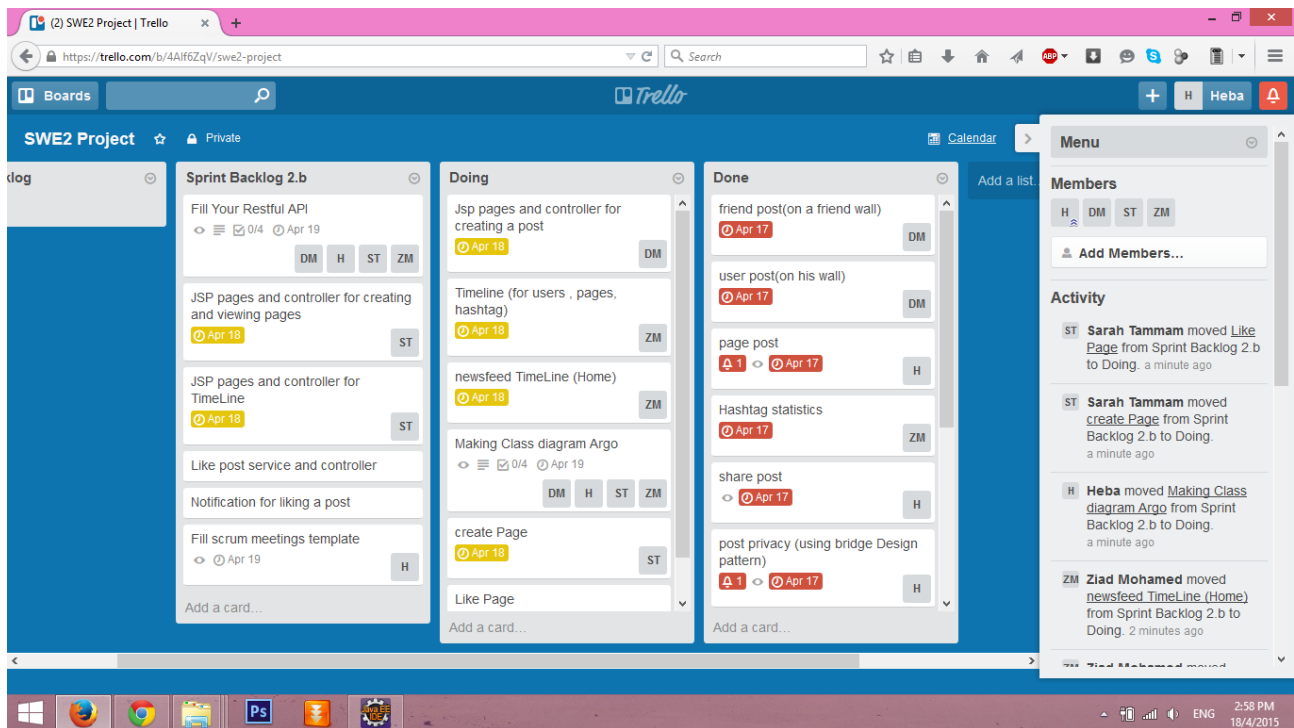 (2) SWE2 Project | Trello
https://trello.com/b/4AIf6ZqV/swe2-project
Search
ABP
Boards
Trello
H Heba
SWE2 Project
Private
Calendar
klog
Sprint Backlog 2.b
Fill Your Restful API
0/4 Apr 19
DM H ST ZM
JSP pages and controller for creating
and viewing pages
Apr 18
ST
JSP pages and controller for
TimeLine
Apr 18
ST
Like post service and controller
Notification for liking a post
Fill scrum meetings template
Apr 19
H
Add a card...
Doing
Jsp pages and controller for
creating a post
Apr 18
DM
Timeline (for users , pages,
hashtag)
Apr 18
ZM
newsfeed TimeLine (Home)
Apr 18
ZM
Making Class diagram Argo
0/4 Apr 19
DM H ST ZM
create Page
Apr 18
ST
Like Page
Add a card...
Done
friend post(on a friend wall)
Apr 17
DM
user post(on his wall)
Apr 17
DM
page post
1 Apr 17
H
Hashtag statistics
Apr 17
ZM
share post
Apr 17
H
post privacy (using bridge Design
pattern)
1 Apr 17
H
Add a card...
Add a list...
Menu
Members
H DM ST ZM
Add Members...
Activity
ST Sarah Tammam moved Like
Page from Sprint Backlog 2.b
to Doing. a minute ago
ST Sarah Tammam moved
create Page from Sprint
Backlog 2.b to Doing.
a minute ago
H Heba moved Making Class
diagram Argo from Sprint
Backlog 2.b to Doing.
a minute ago
ZM Ziad Mohamed moved
newsfeed TimeLine (Home)
from Sprint Backlog 2.b to
Doing. 2 minutes ago
ZM Ziad Mohamed moved
Ps
Java EE
IDE
ENG
2:58 PM
18/4/2015